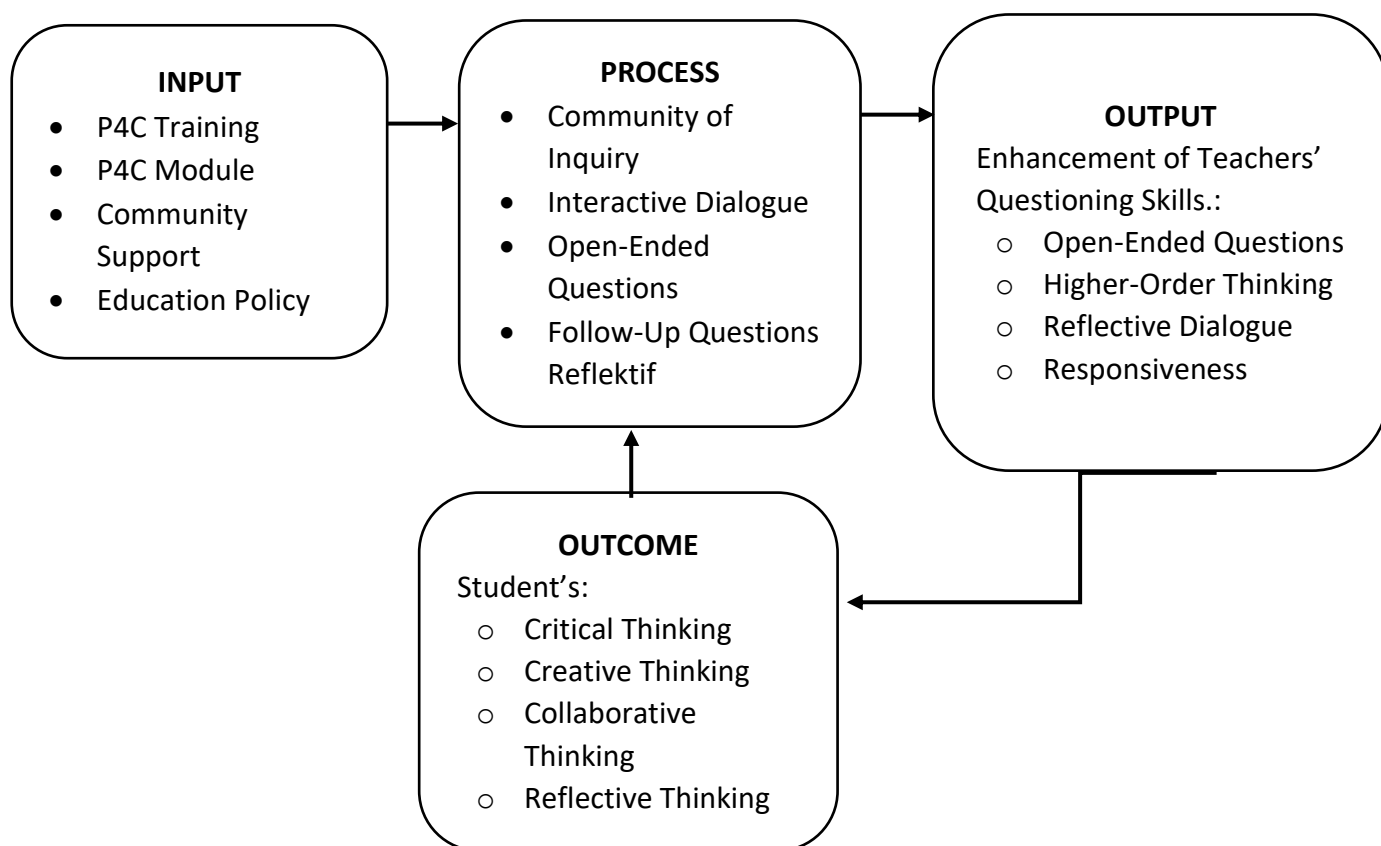 INPUT
• P4C Training
• P4C Module
• Community
Support
• Education Policy
PROCESS
• Community of
Inquiry
• Interactive Dialogue
• Open-Ended
Questions
• Follow-Up Questions
Reflektif
OUTPUT
Enhancement of Teachers’
Questioning Skills.:
o Open-Ended Questions
o Higher-Order Thinking
o Reflective Dialogue
o Responsiveness
OUTCOME
Student’s:
o Critical Thinking
o Creative Thinking
o Collaborative
Thinking
o Reflective Thinking